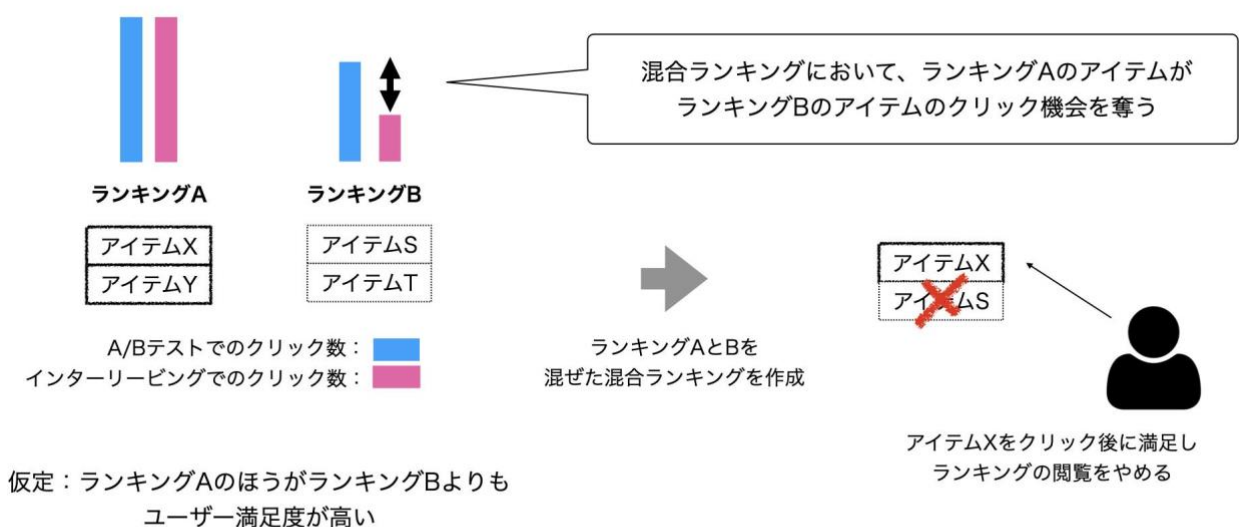 混合ランキングにおいて、ランキングAのアイテムが
ランキングBのアイテムのクリック機会を奪う
ランキングA
ランキングB
アイテムX
アイテムY
アイテムS
アイテムT
A/Bテストでのクリック数：
インターリービングでのクリック数：
仮定：ランキングAのほうがランキングBよりも
ユーザー満足度が高い
ランキングAとBを
混ぜた混合ランキングを作成
アイテムX
アイテムS
アイテムXをクリック後に満足し
ランキングの閲覧をやめる